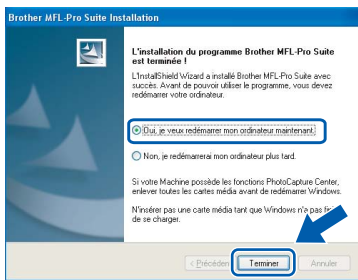 Brother MFL-Pro Suite Installation
L'installation du programme Brother MFL-Pro Suite
est terminée !
L'InstallShield Wizard a installé Brother MFL-Pro Suite avec
succès. Avant de pouvoir utiliser le programme, vous devez
redémarrer votre ordinateur.
Oui, je veux redémarrer mon ordinateur maintenant.
Non, je redémarrerai mon ordinateur plus tard.
Si votre Machine possède les fonctions PhotoCapture Center,
enlever toutes les cartes média avant de redémarrer Windows.
N'insérer pas une carte média tant que Windows n'a pas
de se charger.
< Précéden
Terminer
Annuler